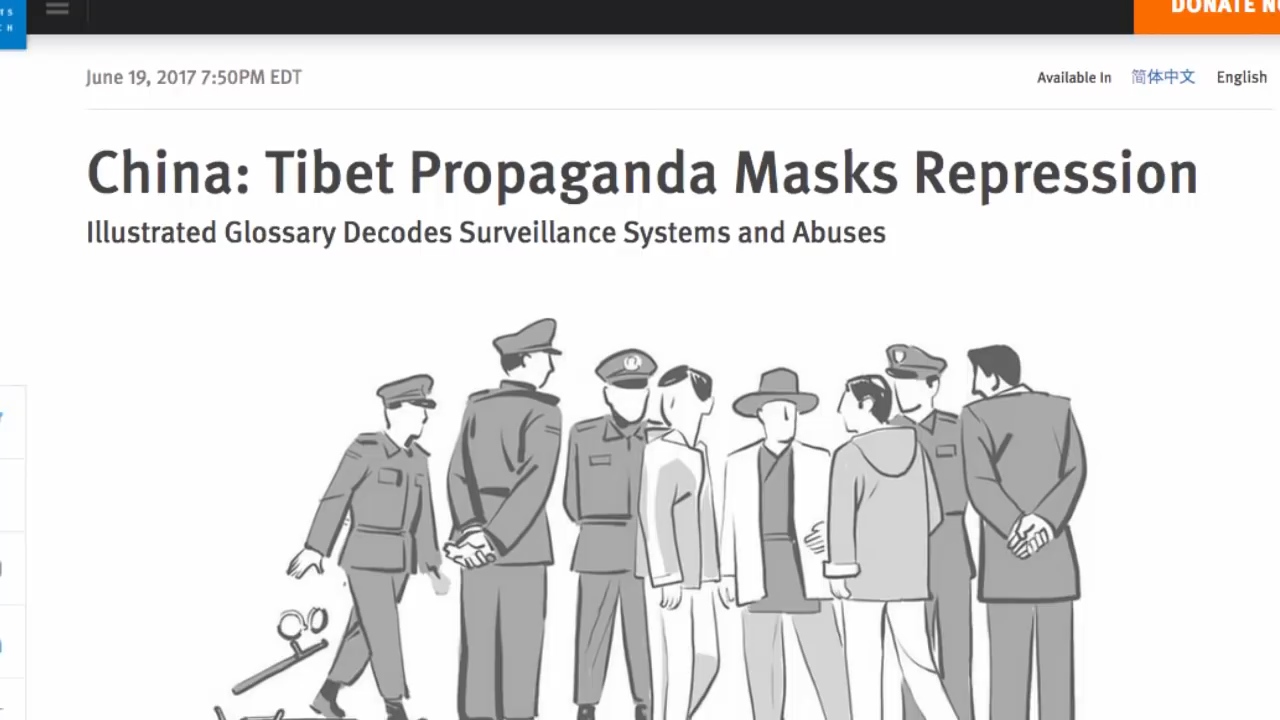 DONATE
June 19, 2017 7:50PM EDT
Available In 简体中文 English
China: Tibet Propaganda Masks Repression
Illustrated Glossary Decodes Surveillance Systems and Abuses